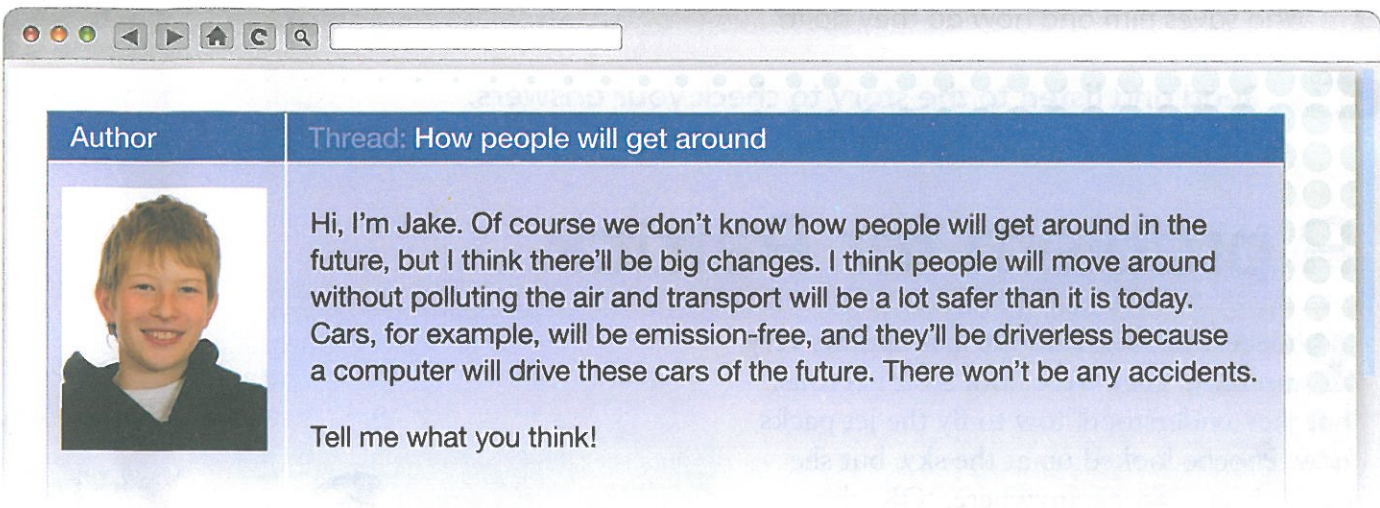 Author
Thread: How people will get around
Hi, I'm Jake. Of course we don't know how people will get around in the
future, but I think there'll be big changes. I think people will move around
without polluting the air and transport will be a lot safer than it is today.
Cars, for example, will be emission-free, and they'll be driverless because
a computer will drive these cars of the future. There won't be any accidents.
Tell me what you think!